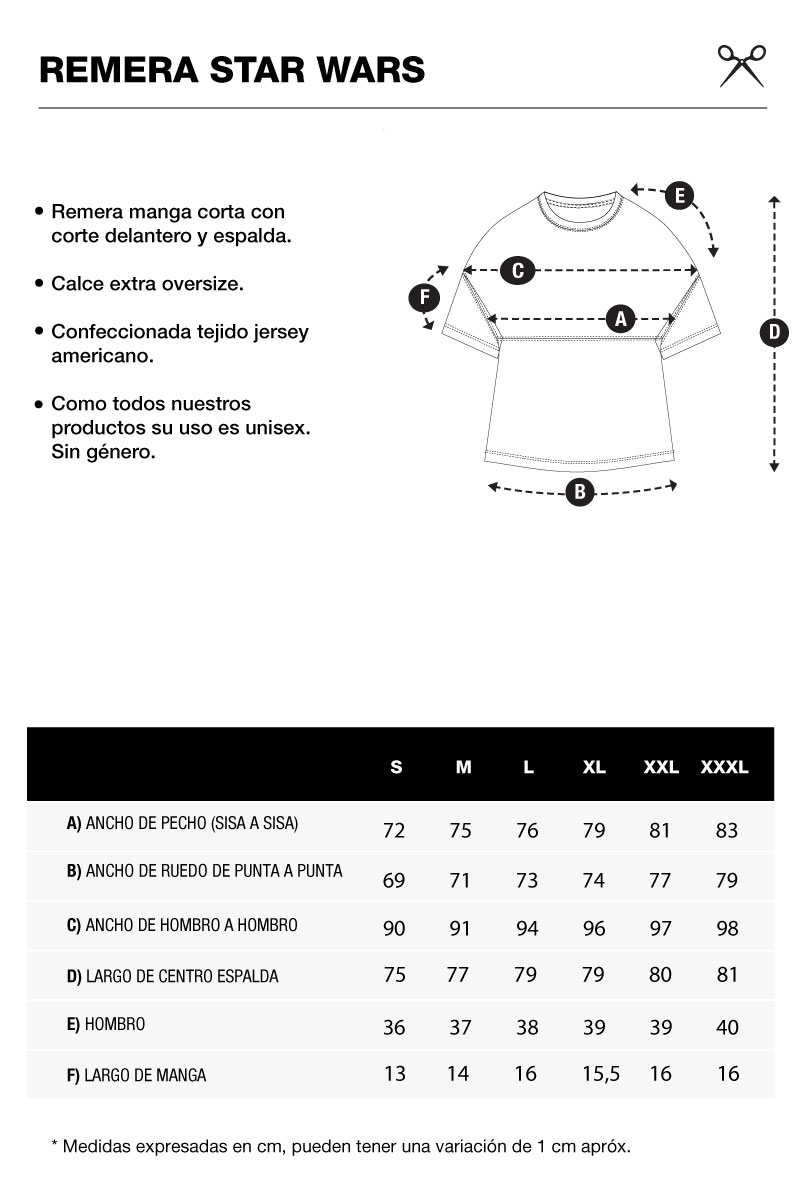 REMERA STAR WARS
• Remera manga corta con
corte delantero y espalda.
• Calce extra oversize.
• Confeccionada tejido jersey
americano.
• Como todos nuestros
productos su uso es unisex.
Sin género.
E
C
F
A
D
B
S M L XL XXL XXXL
A) ANCHO DE PECHO (SISA A SISA) 72 75 76 79 81 83
B) ANCHO DE RUEDO DE PUNTA A PUNTA 69 71 73 74 77 79
C) ANCHO DE HOMBRO A HOMBRO 90 91 94 96 97 98
D) LARGO DE CENTRO ESPALDA 75 77 79 79 80 81
E) HOMBRO 36 37 38 39 39 40
F) LARGO DE MANGA 13 14 16 15,5 16 16
* Medidas expresadas en cm, pueden tener una variación de 1 cm apróx.